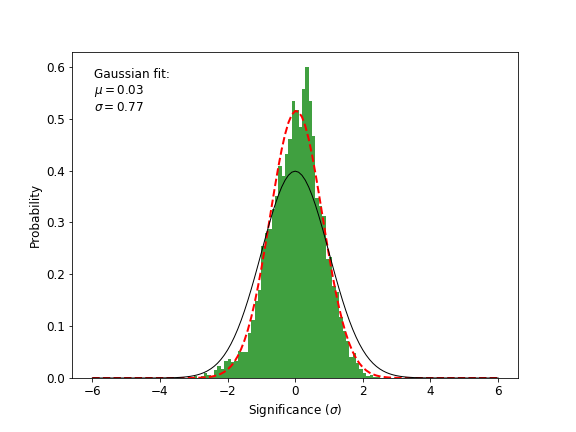 Gaussian fit:
μ = 0.03
σ = 0.77
Probability
0.6
0.5
0.4
0.3
0.2
0.1
0.0
−6
−4
−2
0
2
4
6
Significance (σ)